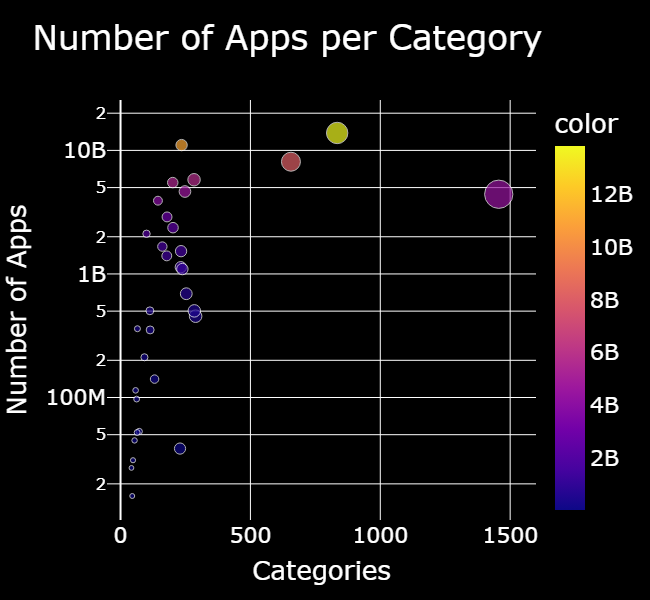 Number of Apps per Category
color
2
10B
5
2
1B
5
2
100M
5
2
Number of Apps
0
500
1000
1500
Categories
12B
10B
8B
6B
4B
2B